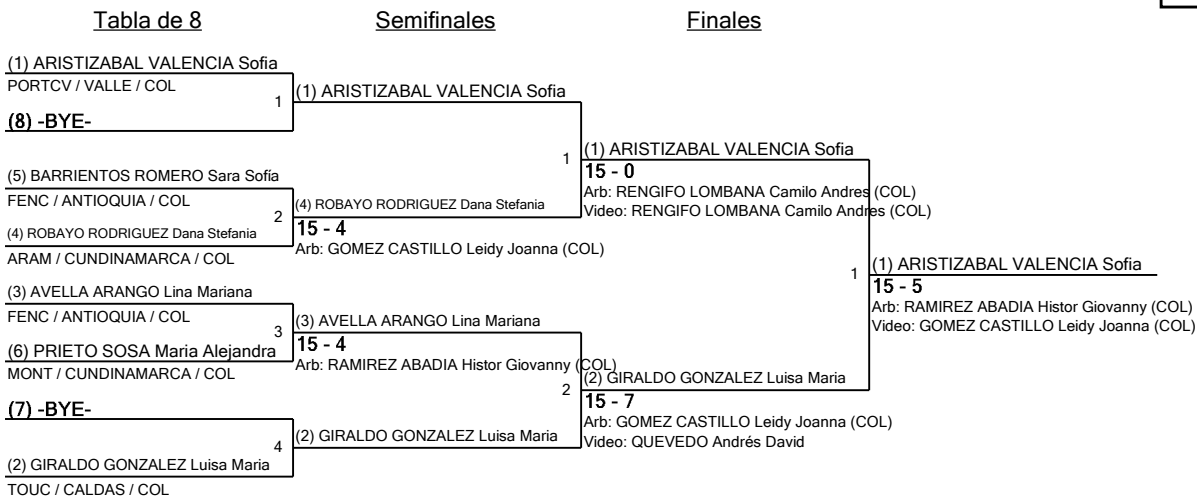 Tabla de 8
Semifinales
Finales
(1) ARISTIZABAL VALENCIA Sofia
PORTCV / VALLE / COL
1
(8) -BYE-
(1) ARISTIZABAL VALENCIA Sofia
(5) BARRIENTOS ROMERO Sara Sofía
FENC / ANTIOQUIA / COL
2
(4) ROBAYO RODRIGUEZ Dana Stefania
ARAM / CUNDINAMARCA / COL
(4) ROBAYO RODRIGUEZ Dana Stefania
15 - 4
Arb: GOMEZ CASTILLO Leidy Joanna (COL)
1
(1) ARISTIZABAL VALENCIA Sofia
15 - 0
Arb: RENGIFO LOMBANA Camilo Andres (COL)
Video: RENGIFO LOMBANA Camilo Andres (COL)
(3) AVELLA ARANGO Lina Mariana
FENC / ANTIOQUIA / COL
3
(6) PRIETO SOSA Maria Alejandra
MONT / CUNDINAMARCA / COL
(3) AVELLA ARANGO Lina Mariana
15 - 4
Arb: RAMIREZ ABADIA Histor Giovanny (COL)
(7) -BYE-
4
(2) GIRALDO GONZALEZ Luisa Maria
TOUC / CALDAS / COL
(2) GIRALDO GONZALEZ Luisa Maria
2
(2) GIRALDO GONZALEZ Luisa Maria
15 - 7
Arb: GOMEZ CASTILLO Leidy Joanna (COL)
Video: QUEVEDO Andrés David
1
(1) ARISTIZABAL VALENCIA Sofia
15 - 5
Arb: RAMIREZ ABADIA Histor Giovanny (COL)
Video: GOMEZ CASTILLO Leidy Joanna (COL)